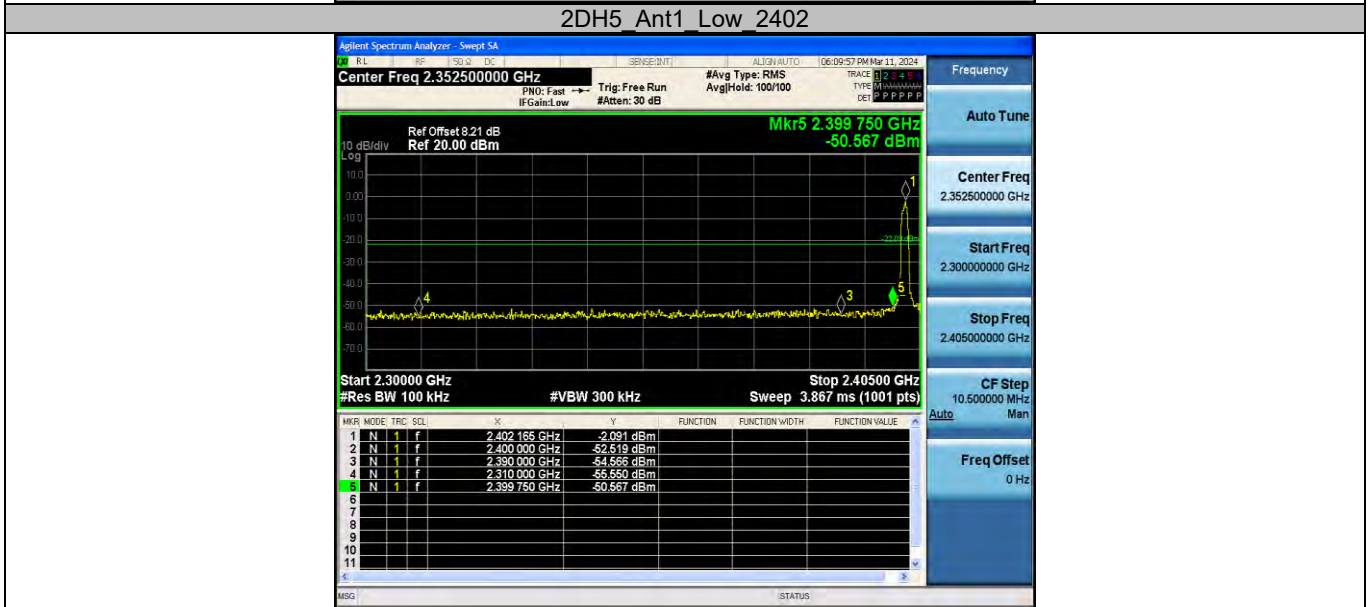 2DH5_Ant1_Low_2402
Agilent Spectrum Analyzer - Swept SA
RL RF 50 Ω DC SENSE:INT ALIGN AUTO 06:09:57 PM Mar 11, 2024
Center Freq 2.352500000 GHz
PNO: Fast
IFGain:Low
Trig: Free Run
#Atten: 30 dB
#Avg Type: RMS
Avg|Hold: 100/100
TRACE 1 2 3 4 5 6
TYPE M
DET P P P P P P
Mkr5 2.399 750 GHz
-50.567 dBm
Ref Offset 8.21 dB
10 dB/div Ref 20.00 dBm
Log
10.0
0.00
-10.0
-20.0
-30.0
-40.0
-50.0
-60.0
-70.0
1
4
3
5
Start 2.30000 GHz Stop 2.40500 GHz
#Res BW 100 kHz #VBW 300 kHz Sweep 3.867 ms (1001 pts)
MKR MODE TRC SCL X Y FUNCTION FUNCTION WIDTH FUNCTION VALUE
1 N 1 f 2.402 165 GHz -2.091 dBm
2 N 1 f 2.400 000 GHz -52.519 dBm
3 N 1 f 2.390 000 GHz -54.566 dBm
4 N 1 f 2.310 000 GHz -55.550 dBm
5 N 1 f 2.399 750 GHz -50.567 dBm
6
7
8
9
10
11
MSG STATUS
Frequency
Auto Tune
Center Freq
2.352500000 GHz
Start Freq
2.300000000 GHz
Stop Freq
2.405000000 GHz
CF Step
10.500000 MHz
Auto Man
Freq Offset
0 Hz